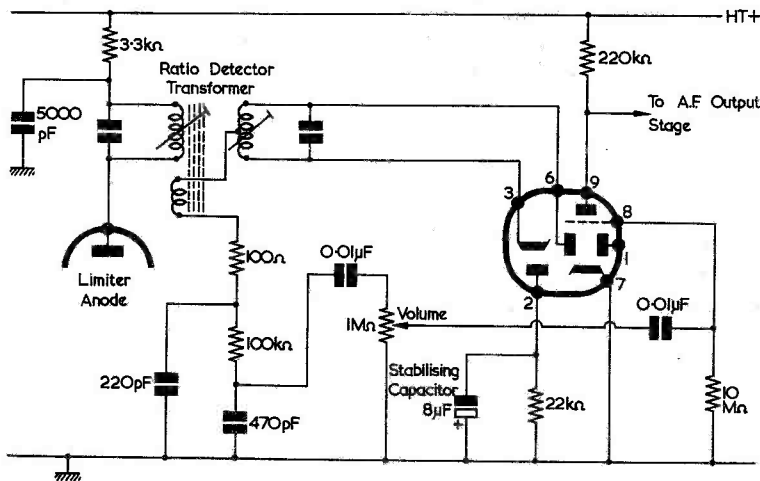 HT+
3·3kΩ
220kΩ
Ratio Detector
Transformer
5000
pF
To A.F. Output
Stage
3
6
9
8
1
7
2
Limiter
Anode
100Ω
0·01µF
Volume
1MΩ
0·01µF
100kΩ
220pF
Stabilising
Capacitor
8µF
+
22kΩ
10
MΩ
470pF